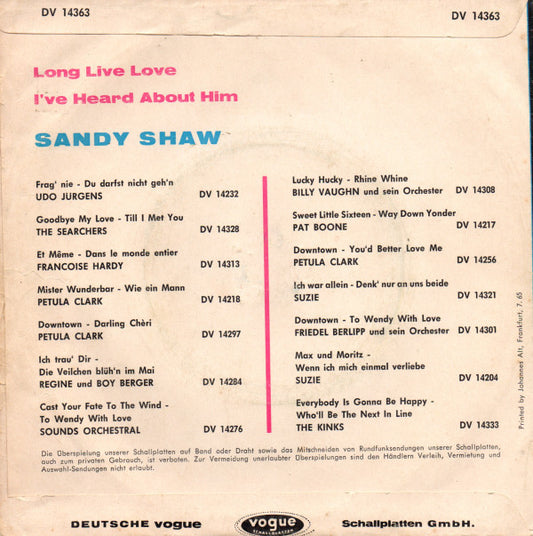 DV 14363
DV 14363
Long Live Love
I've Heard About Him
SANDY SHAW
Frag' nie - Du darfst nicht geh'n
UDO JURGENS DV 14232
Goodbye My Love - Till I Met You
THE SEARCHERS DV 14328
Et Même - Dans le monde entier
FRANCOISE HARDY DV 14313
Mister Wunderbar - Wie ein Mann
PETULA CLARK DV 14218
Downtown - Darling Chèri
PETULA CLARK DV 14297
Ich trau' Dir -
Die Veilchen blüh'n im Mai
REGINE und BOY BERGER DV 14284
Cast Your Fate To The Wind -
To Wendy With Love
SOUNDS ORCHESTRAL DV 14276
Lucky Hucky - Rhine Whine
BILLY VAUGHN und sein Orchester DV 14308
Sweet Little Sixteen - Way Down Yonder
PAT BOONE DV 14217
Downtown - You'd Better Love Me
PETULA CLARK DV 14256
Ich war allein - Denk' nur an uns beide
SUZIE DV 14321
Downtown - To Wendy With Love
FRIEDEL BERLIPP und sein Orchester DV 14301
Max und Moritz -
Wenn ich mich einmal verliebe
SUZIE DV 14204
Everybody Is Gonna Be Happy -
Who'll Be The Next In Line
THE KINKS DV 14333
Printed by Johannes Alt, Frankfurt, 7. 65
Die Überspielung unserer Schallplatten auf Band oder Draht sowie das Mitschneiden von Rundfunksendungen unserer Schallplatten,
auch zum privaten Gebrauch, ist verboten. Zur Vermeidung unerlaubter Überspielungen sind den Händlern Verleih, Vermietung und
Auswahl-Sendungen nicht erlaubt.
DEUTSCHE vogue
vogue
SCHALLPLATTEN
Schallplatten GmbH.